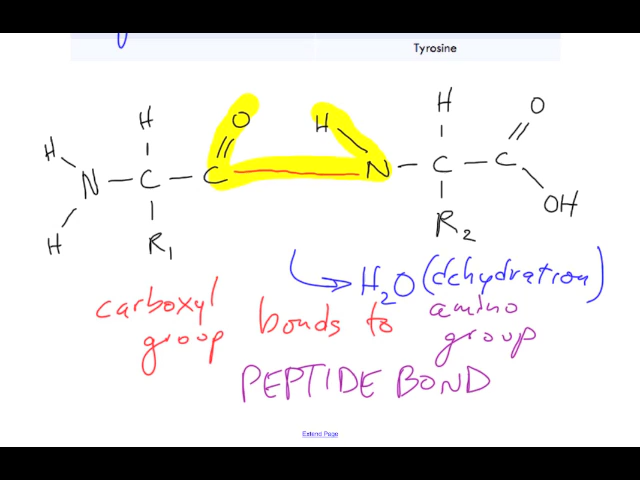 Tyrosine
H O H H O
H N C C N C C
H R1 R2 OH
H2O (dehydration)
carboxyl group bonds to amino group
PEPTIDE BOND
Extend Page